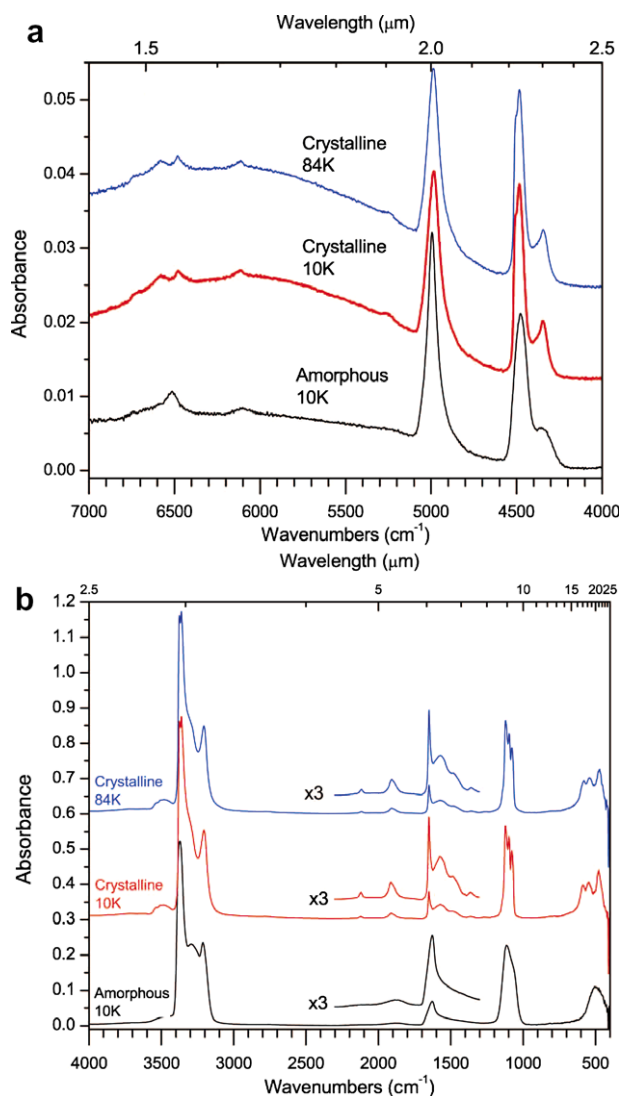 a
Wavelength (μm)
1.5 2.0 2.5
0.05
0.04
0.03
0.02
0.01
0.00
Absorbance
Crystalline
84K
Crystalline
10K
Amorphous
10K
7000 6500 6000 5500 5000 4500 4000
Wavenumbers (cm⁻¹)
Wavelength (μm)
b
2.5 5 10 15 2025
1.2
1.1
1.0
0.9
0.8
0.7
0.6
0.5
0.4
0.3
0.2
0.1
0.0
Absorbance
Crystalline
84K
x3
Crystalline
10K
x3
Amorphous
10K
x3
4000 3500 3000 2500 2000 1500 1000 500
Wavenumbers (cm⁻¹)